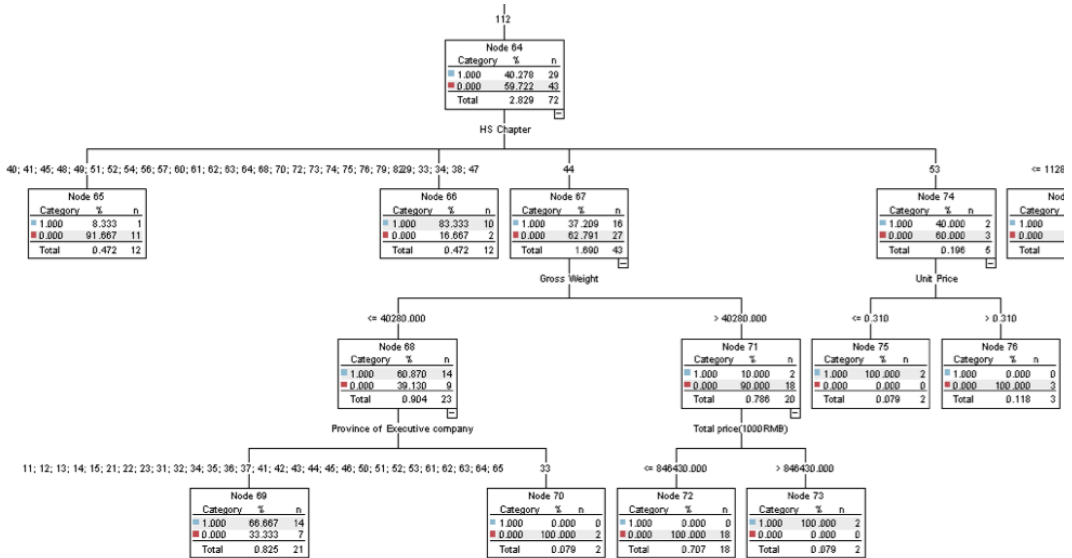 112
Node 64
Category % n
1.000 40.278 29
0.000 59.722 43
Total 2.829 72
HS Chapter
40; 41; 45; 48; 49; 51; 52; 54; 56; 57; 60; 61; 62; 63; 64; 68; 70; 72; 73; 74; 75; 76; 79; 82
29; 33; 34; 38; 47
44
53
<= 1128
Node 65
Category % n
1.000 8.333 1
0.000 91.667 11
Total 0.472 12
Node 66
Category % n
1.000 83.333 10
0.000 16.667 2
Total 0.472 12
Node 67
Category % n
1.000 37.209 16
0.000 62.791 27
Total 1.690 43
Node 74
Category % n
1.000 40.000 2
0.000 60.000 3
Total 0.196 5
Gross Weight
Unit Price
<= 40280.000
> 40280.000
<= 0.310
> 0.310
Node 68
Category % n
1.000 60.870 14
0.000 39.130 9
Total 0.904 23
Node 71
Category % n
1.000 10.000 2
0.000 90.000 18
Total 0.786 20
Node 75
Category % n
1.000 100.000 2
0.000 0.000 0
Total 0.079 2
Node 76
Category % n
1.000 0.000 0
0.000 100.000 3
Total 0.118 3
Province of Executive company
Total price(1000RMB)
11; 12; 13; 14; 15; 21; 22; 23; 31; 32; 34; 35; 36; 37; 41; 42; 43; 44; 45; 46; 50; 51; 52; 53; 61; 62; 63; 64; 65
33
<= 846430.000
> 846430.000
Node 69
Category % n
1.000 66.667 14
0.000 33.333 7
Total 0.825 21
Node 70
Category % n
1.000 0.000 0
0.000 100.000 2
Total 0.079 2
Node 72
Category % n
1.000 0.000 0
0.000 100.000 18
Total 0.707 18
Node 73
Category % n
1.000 100.000 2
0.000 0.000 0
Total 0.079 2